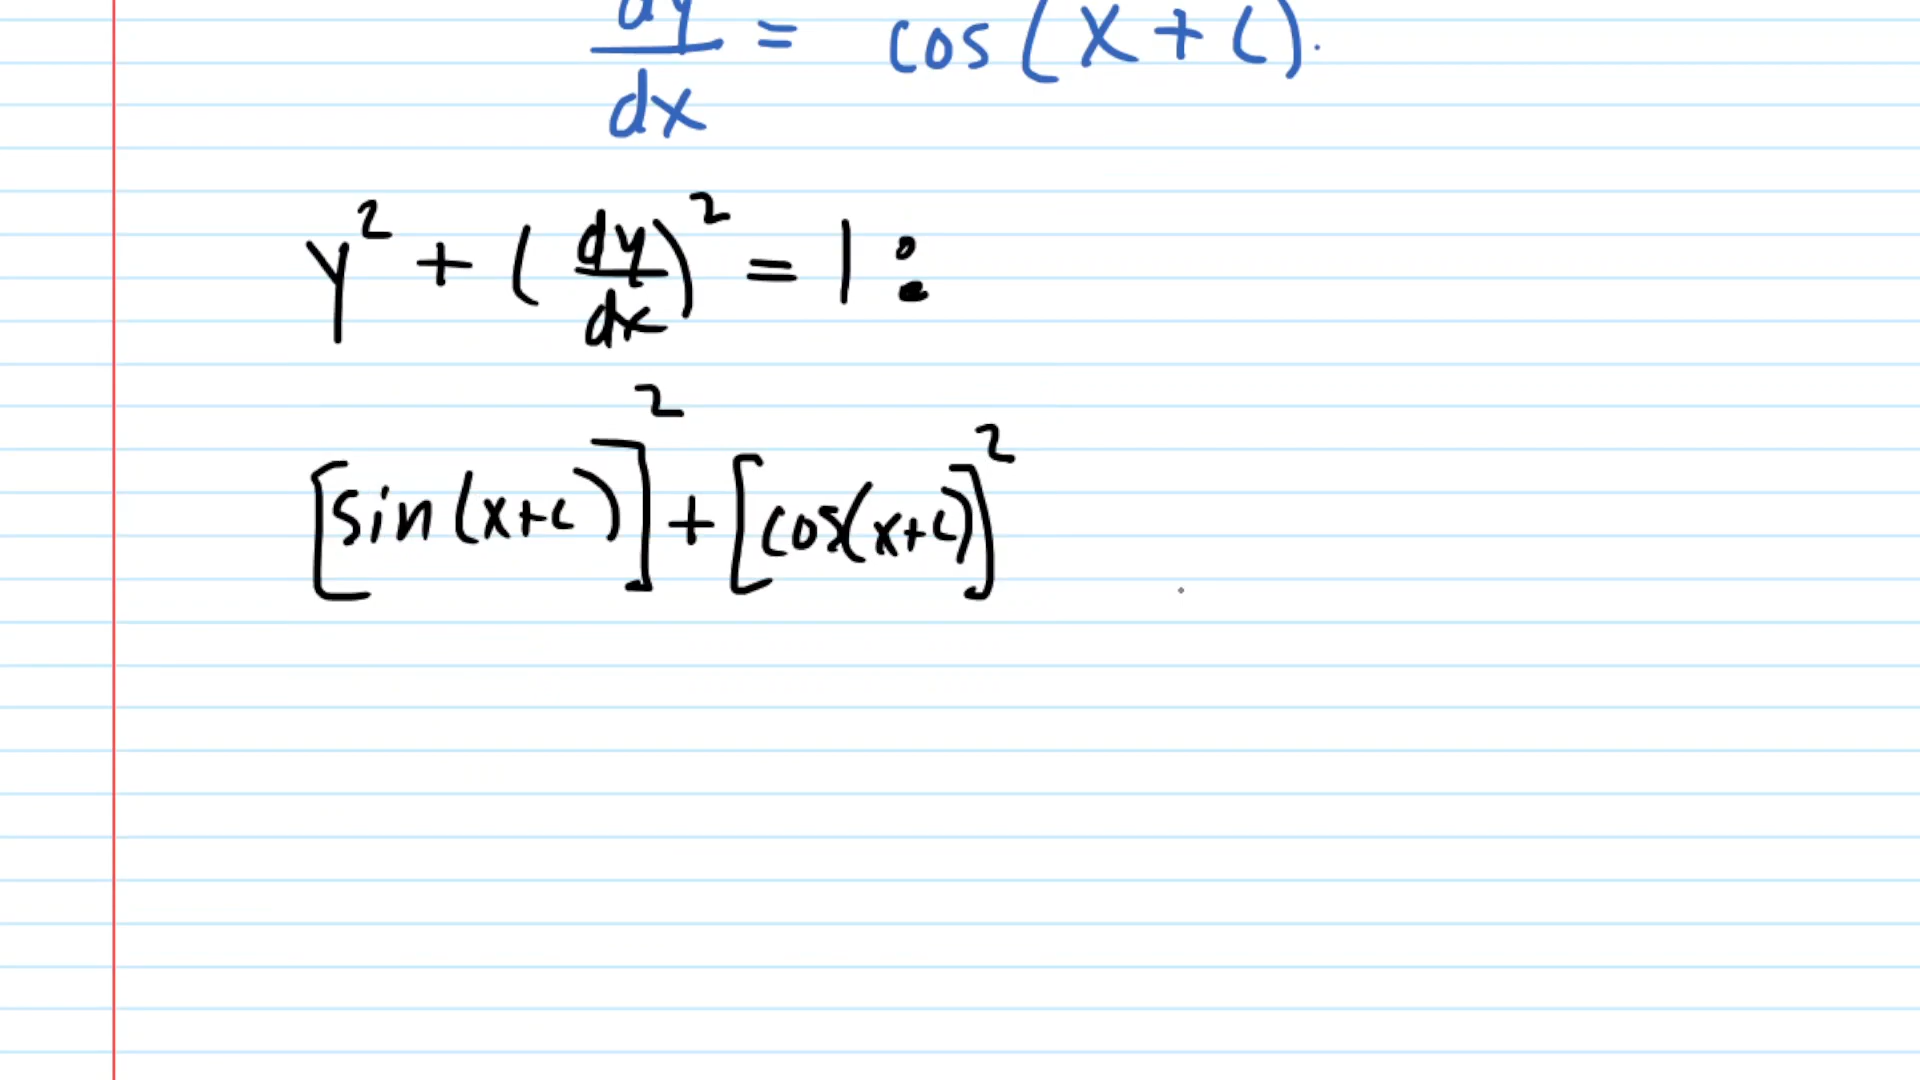 dy/dx = cos(x+c).
y² + (dy/dx)² = 1 :
[sin(x+c)]² + [cos(x+c)]²